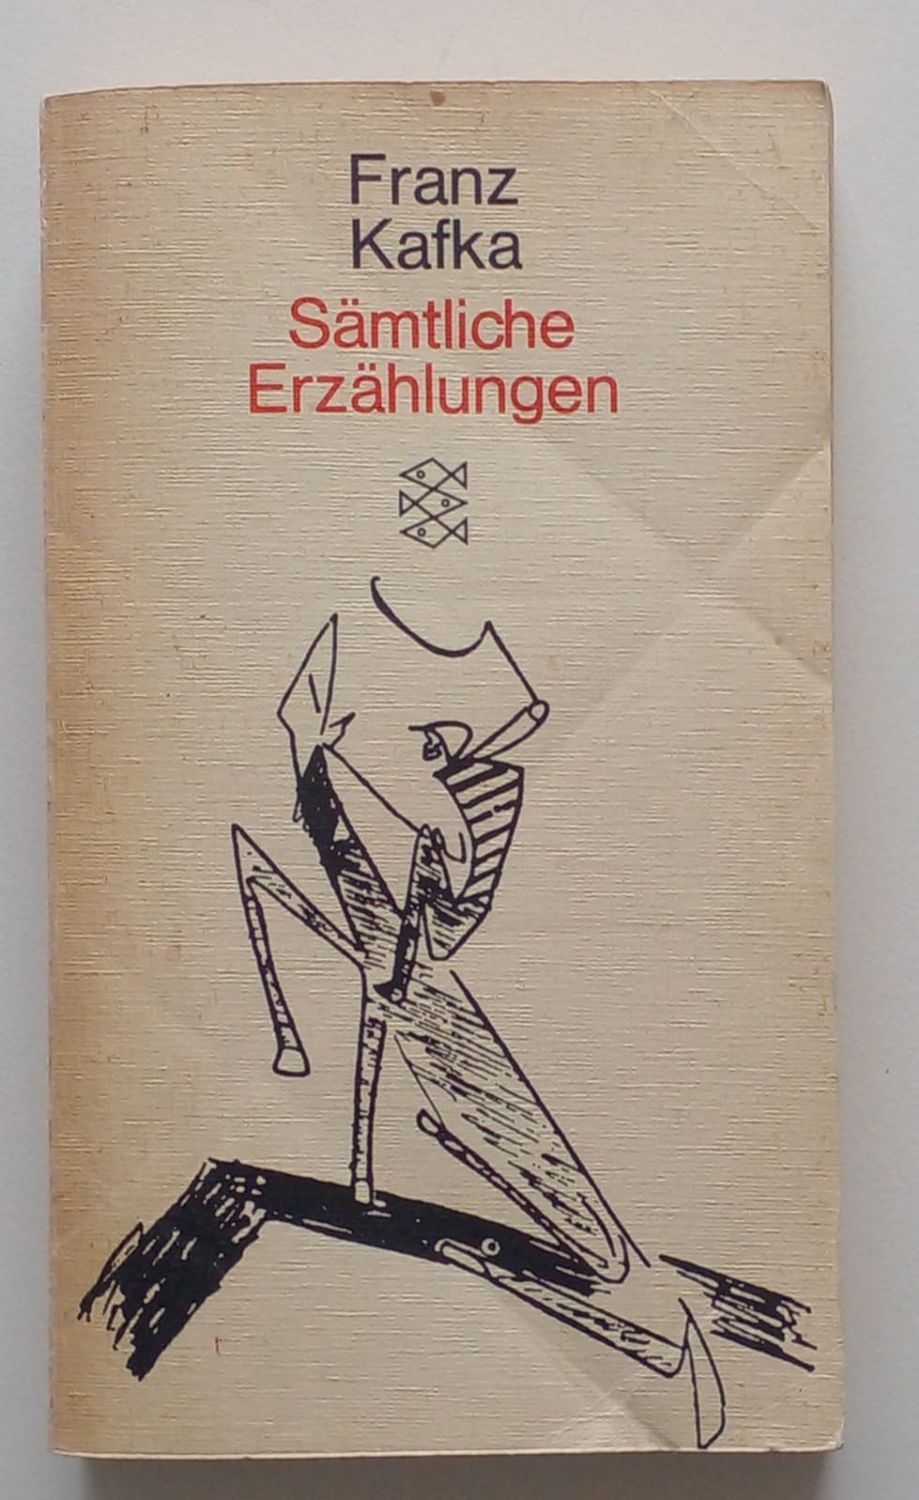 Franz
Kafka
Sämtliche
Erzählungen